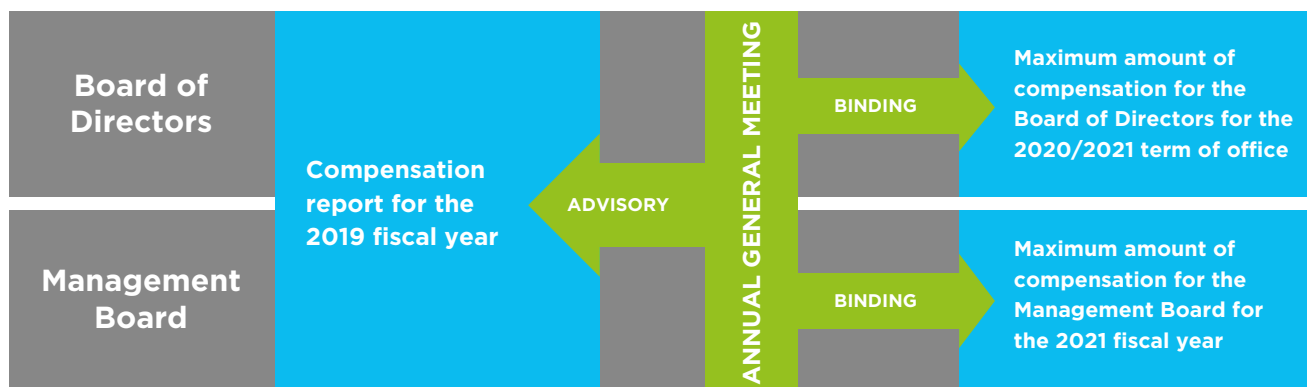 Board of
Directors
Management
Board
Compensation
report for the
2019 fiscal year
ADVISORY
ANNUAL GENERAL MEETING
BINDING
Maximum amount of
compensation for the
Board of Directors for the
2020/2021 term of office
BINDING
Maximum amount of
compensation for the
Management Board for
the 2021 fiscal year